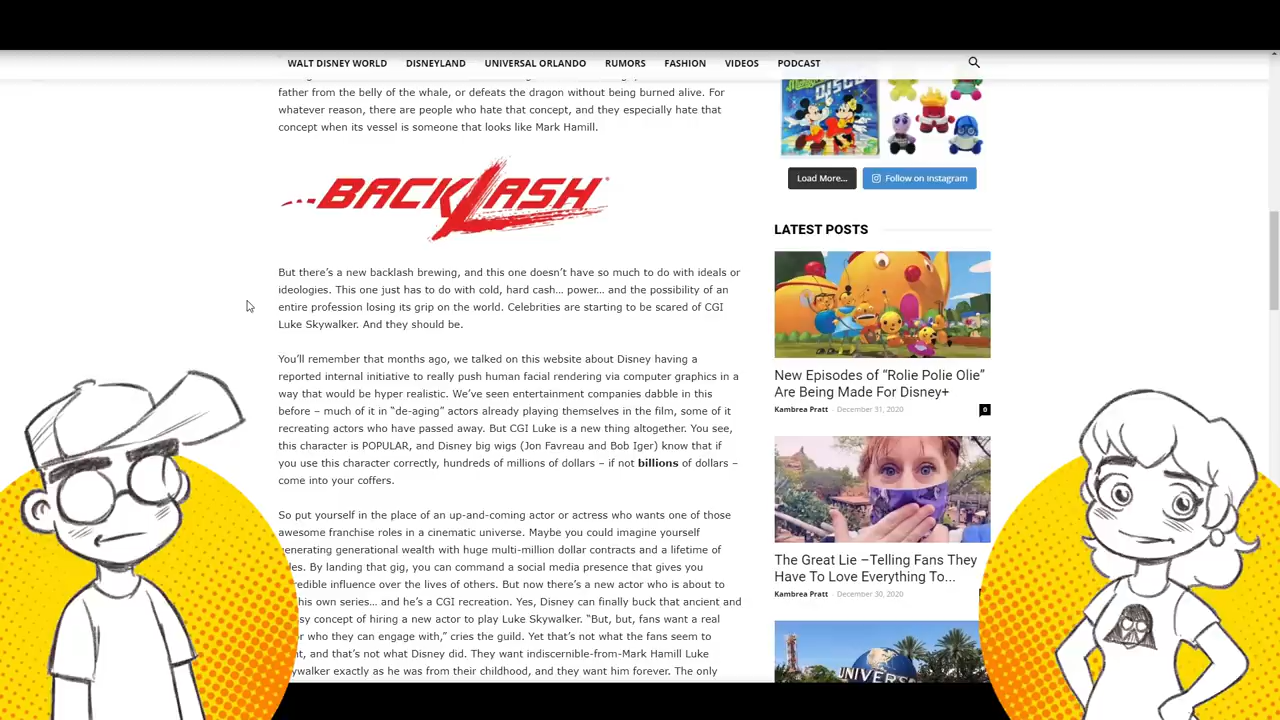 WALT DISNEY WORLD DISNEYLAND UNIVERSAL ORLANDO RUMORS FASHION VIDEOS PODCAST
father from the belly of the whale, or defeats the dragon without being burned alive. For
whatever reason, there are people who hate that concept, and they especially hate that
concept when its vessel is someone that looks like Mark Hamill.
BACKLASH
But there's a new backlash brewing, and this one doesn't have so much to do with ideals or
ideologies. This one just has to do with cold, hard cash… power… and the possibility of an
entire profession losing its grip on the world. Celebrities are starting to be scared of CGI
Luke Skywalker. And they should be.
You'll remember that months ago, we talked on this website about Disney having a
reported internal initiative to really push human facial rendering via computer graphics in a
way that would be hyper realistic. We've seen entertainment companies dabble in this
before – much of it in "de-aging" actors already playing themselves in the film, some of it
recreating actors who have passed away. But CGI Luke is a new thing altogether. You see,
this character is POPULAR, and Disney big wigs (Jon Favreau and Bob Iger) know that if
you use this character correctly, hundreds of millions of dollars – if not billions of dollars –
come into your coffers.
So put yourself in the place of an up-and-coming actor or actress who wants one of those
awesome franchise roles in a cinematic universe. Maybe you could imagine yourself
generating generational wealth with huge multi-million dollar contracts and a lifetime of
By landing that gig, you can command a social media presence that gives you
influence over the lives of others. But now there's a new actor who is about to
his own series… and he's a CGI recreation. Yes, Disney can finally buck that ancient and
concept of hiring a new actor to play Luke Skywalker. "But, but, fans want a real
who they can engage with," cries the guild. Yet that's not what the fans seem to
and that's not what Disney did. They want indiscernible-from-Mark Hamill Luke
exactly as he was from their childhood, and they want him forever. The only
DISCO
Load More...
Follow on Instagram
LATEST POSTS
New Episodes of "Rolie Polie Olie"
Are Being Made For Disney+
Kambrea Pratt - December 31, 2020
0
The Great Lie –Telling Fans They
Have To Love Everything To...
Kambrea Pratt - December 30, 2020
UNIVERS